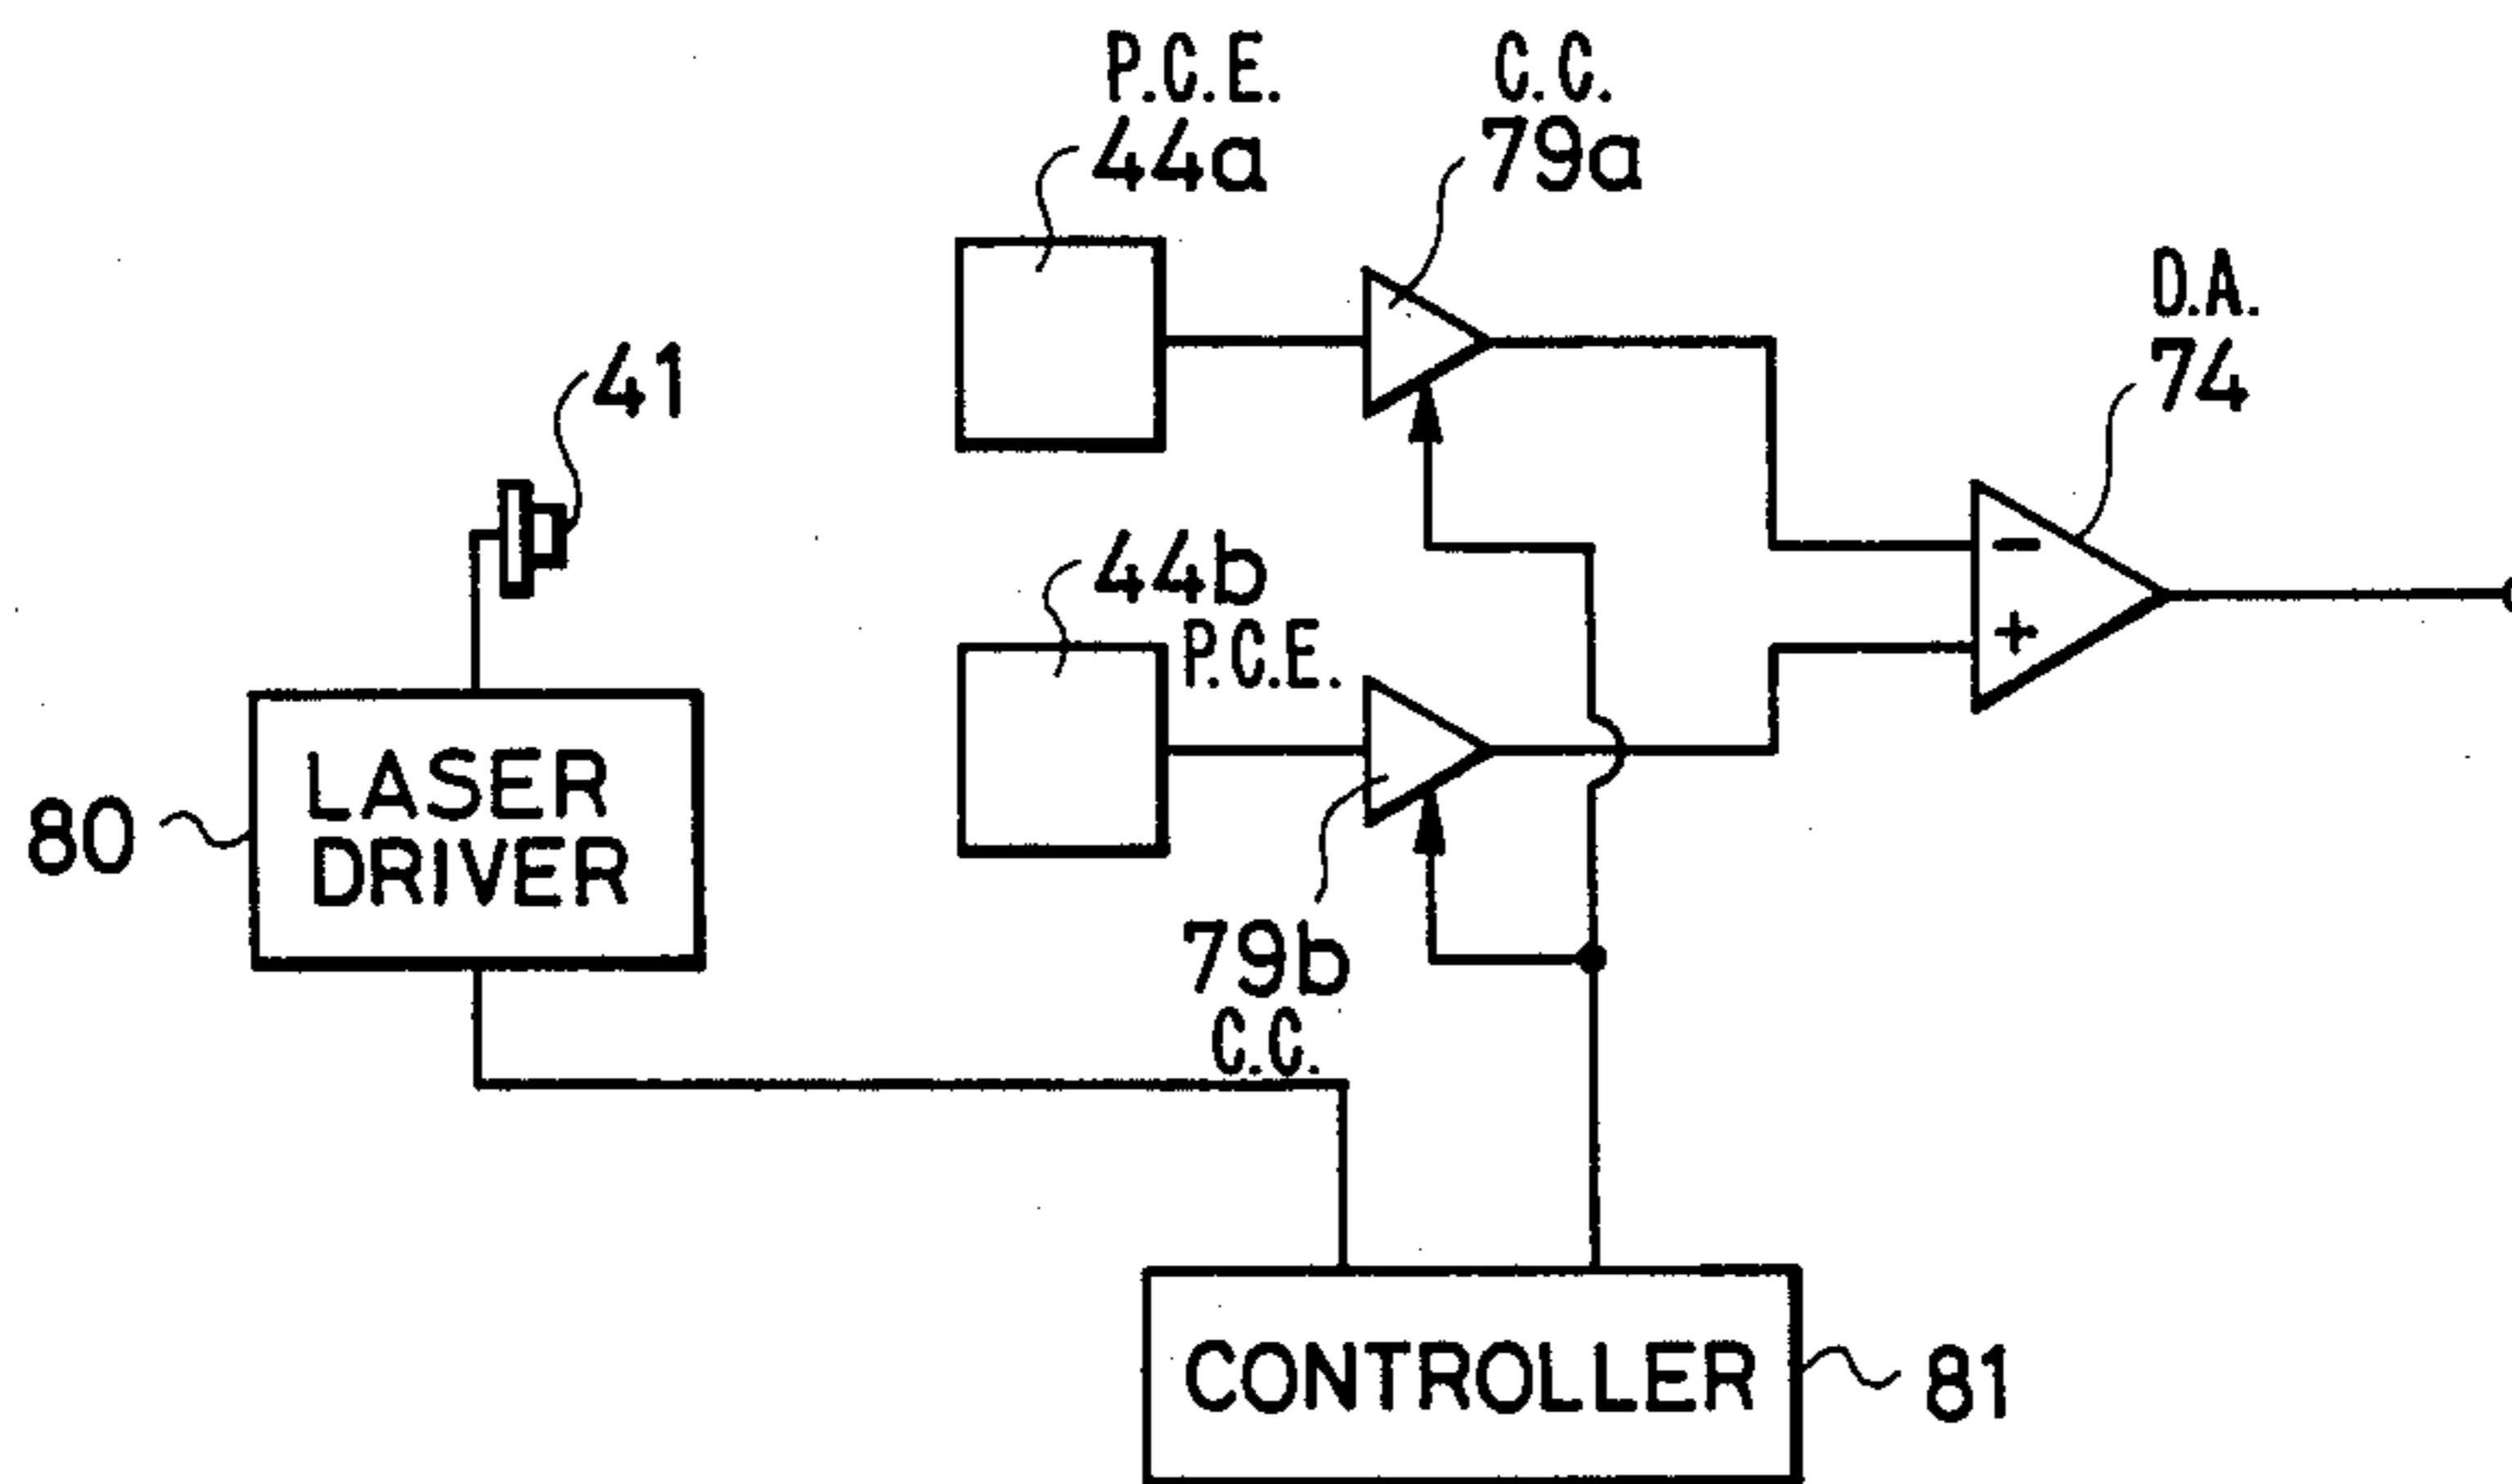 P.C.E.
44a
C.C.
79a
D.A.
74
41
44b
P.C.E.
-
+
80
LASER
DRIVER
79b
C.C.
CONTROLLER
81